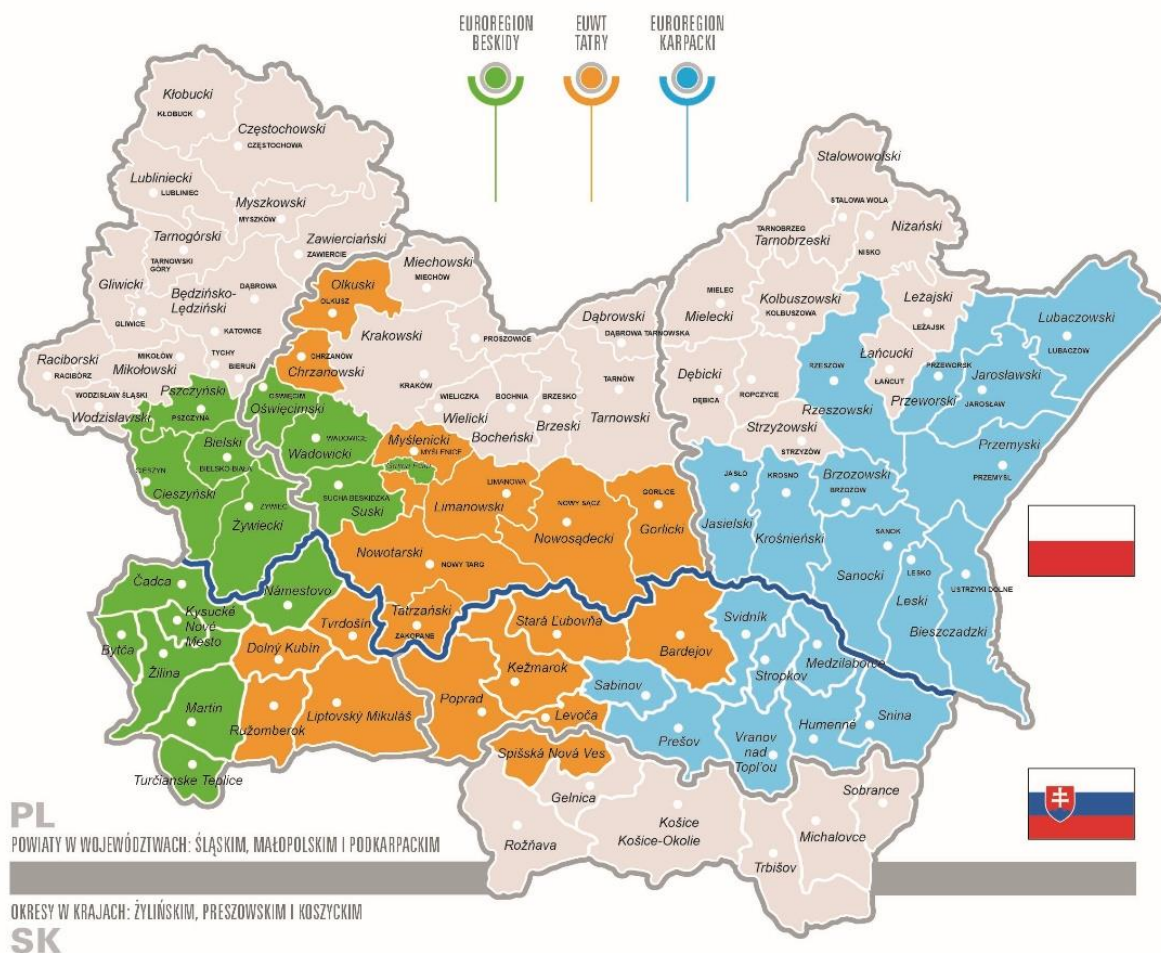 EUROREGION
BESKIDY
EUWT
TATRY
EUROREGION
KARPACKI
Kłobucki
KŁOBUCK
Częstochowski
CZĘSTOCHOWA
Lubliniecki
LUBLINIEC
Myszkowski
MYSZKÓW
Tarnogórski
TARNOWSKI
GÓRY
Zawierciański
ZAWIERCIE
Gliwicki
GLIWICE
Będzińsko-
Lędziński
DĄBROWA
KATOWICE
Raciborski
RACIBÓRZ
MIKOŁÓW
Mikołowski
TYCHY
BIERUŃ
WODZISŁAW ŚLĄSKI
Wodzisławski
Pszczyński
PSZCZYNA
Bielski
BIELSKO-BIAŁA
CIESZYN
Cieszyński
ŻYWIEC
Żywiecki
Miechowski
MIECHÓW
Olkuski
OLKUSZ
Krakowski
KRAKÓW
PROSZOWICE
CHRZANÓW
Chrzanowski
OŚWIĘCIM
Oświęcimski
WADOWICE
Wadowicki
SUCHA BESKIDZKA
Suski
Myślenicki
MYŚLENICE
WIELICZKA
Wielicki
BOCHNIA
Bocheński
BRZESKO
Brzeski
Dąbrowski
DĄBROWA TARNOWSKA
TARNÓW
Tarnowski
LIMANOWA
Limanowski
NOWY SĄCZ
Nowosądecki
GORLICE
Gorlicki
Nowotarski
NOWY TARG
Tatrzański
ZAKOPANE
Stalowowolski
STALOWA WOLA
TARNOBRZEG
Tarnobrzeski
Niżański
NISKO
MIELEC
Mielecki
Kolbuszowski
KOLBUSZOWA
Leżajski
LEŻAJSK
Lubaczowski
LUBACZÓW
Łańcucki
ŁAŃCUT
RZESZÓW
Rzeszowski
PRZEWORSK
Przeworski
Jarosławski
JAROSŁAW
Dębicki
DĘBICA
ROPCZYCE
Strzyżowski
STRZYŻÓW
Przemyski
PRZEMYŚL
JASŁO
Jasielski
KROSNO
Krośnieński
Brzozowski
BRZOZÓW
SANOK
Sanocki
LESKO
Leski
USTRZYKI DOLNE
Bieszczadzki
Čadca
Kysucké
Nové
Mesto
Bytča
Žilina
Námestovo
Martin
Turčianske Teplice
Tvrdošín
Dolný Kubín
Ružomberok
Liptovský Mikuláš
Poprad
Kežmarok
Stará Ľubovňa
Levoča
Spišská Nová Ves
Bardejov
Sabinov
Prešov
Svidník
Stropkov
Medzilaborce
Vranov
nad
Topľou
Humenné
Snina
Gelnica
Rožňava
Košice
Košice-Okolie
Trbišov
Michalovce
Sobrance
PL
POWIATY W WOJEWÓDZTWACH: ŚLĄSKIM, MAŁOPOLSKIM I PODKARPACKIM
OKRESY W KRAJACH: ŻYLIŃSKIM, PRESZOWSKIM I KOSZYCKIM
SK